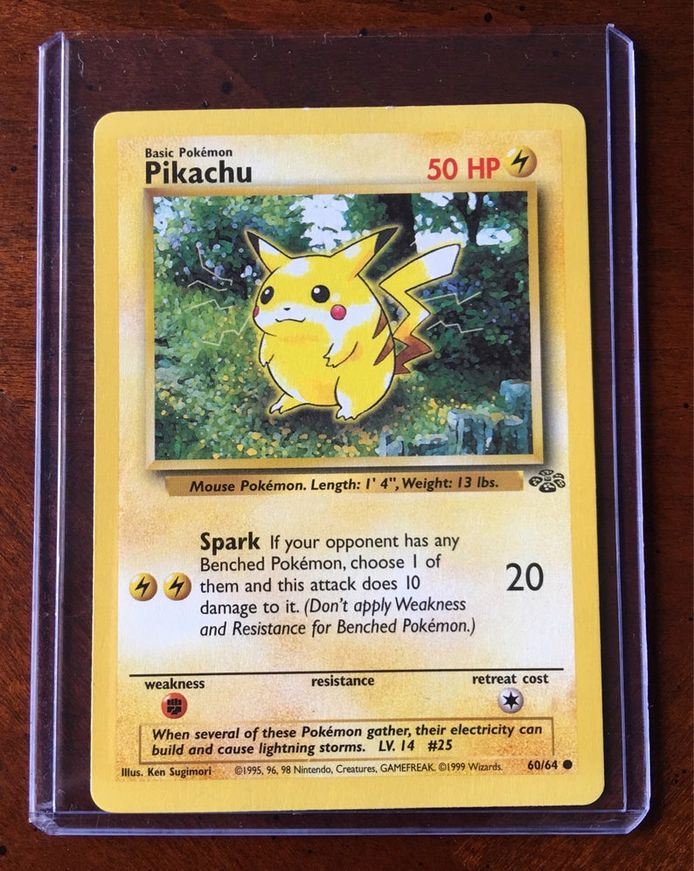 Basic Pokémon
Pikachu
50 HP
Mouse Pokémon. Length: 1' 4", Weight: 13 lbs.
Spark If your opponent has any
Benched Pokémon, choose 1 of
them and this attack does 10
damage to it. (Don't apply Weakness
and Resistance for Benched Pokémon.)
20
weakness resistance retreat cost
When several of these Pokémon gather, their electricity can
build and cause lightning storms. LV. 14 #25
Illus. Ken Sugimori ©1995, 96, 98 Nintendo, Creatures, GAMEFREAK. ©1999 Wizards. 60/64